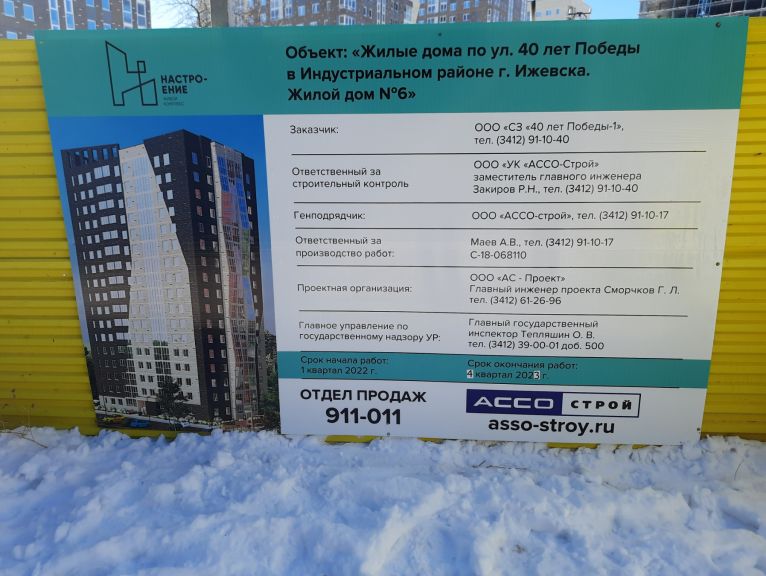 НАСТРО-
ЕНИЕ
ЖИЛОЙ
КОМПЛЕКС
Объект: «Жилые дома по ул. 40 лет Победы
в Индустриальном районе г. Ижевска.
Жилой дом №6»
Заказчик:
ООО «СЗ «40 лет Победы-1»,
тел. (3412) 91-10-40
Ответственный за
строительный контроль
ООО «УК «АССО-Строй»
заместитель главного инженера
Закиров Р.Н., тел. (3412) 91-10-40
Генподрядчик:
ООО «АССО-строй», тел. (3412) 91-10-17
Ответственный за
производство работ:
Маев А.В., тел. (3412) 91-10-17
С-18-068110
Проектная организация:
ООО «АС - Проект»
Главный инженер проекта Сморчков Г. Л.
тел. (3412) 61-26-96
Главное управление по
государственному надзору УР:
Главный государственный
инспектор Тепляшин О. В.
тел. (3412) 39-00-01 доб. 500
Срок начала работ:
1 квартал 2022 г.
Срок окончания работ:
4 квартал 2023 г.
ОТДЕЛ ПРОДАЖ
911-011
АССО СТРОЙ
asso-stroy.ru